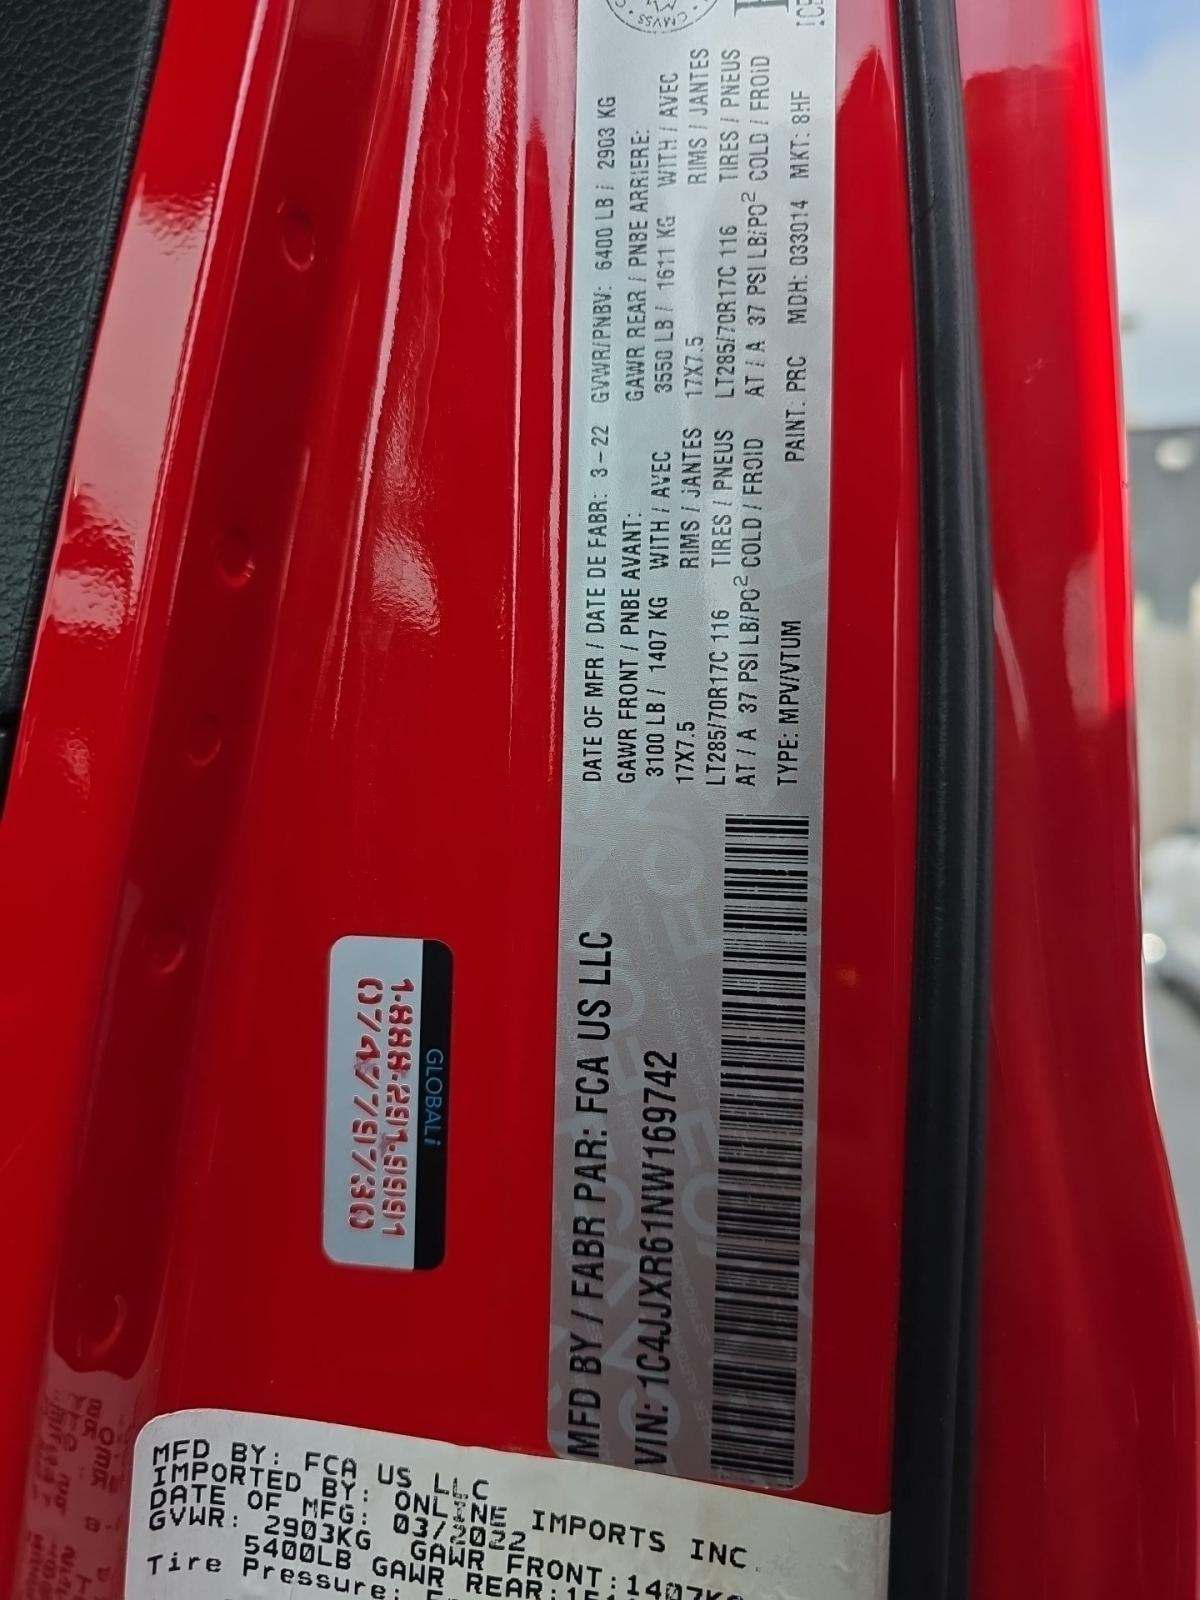 MFD BY / FABR PAR: FCA US LLC
VIN: 1C4JJXR61NW169742
DATE OF MFR / DATE DE FABR: 3-22 GVWR/PNBV: 6400 LB / 2903 KG
GAWR FRONT / PNBE AVANT: GAWR REAR / PNBE ARRIERE:
3100 LB / 1407 KG WITH / AVEC 3550 LB / 1611 KG WITH / AVEC
17X7.5 RIMS / JANTES 17X7.5 RIMS / JANTES
LT285/70R17C 116 TIRES / PNEUS LT285/70R17C 116 TIRES / PNEUS
AT / A 37 PSI LB/PO2 COLD / FROID AT / A 37 PSI LB/PO2 COLD / FROID
TYPE: MPV/VTUM PAINT. PRC MDH: 033014 MKT: 8HF
CMVSS
GLOBALi
1-888-291-9991
074779730
MFD BY: FCA US LLC
IMPORTED BY: ONLINE IMPORTS INC.
DATE OF MFG: 03/2022
GVWR: 2903KG GAWR FRONT: 1407KG
5400LB GAWR REAR:
Tire Pressure: